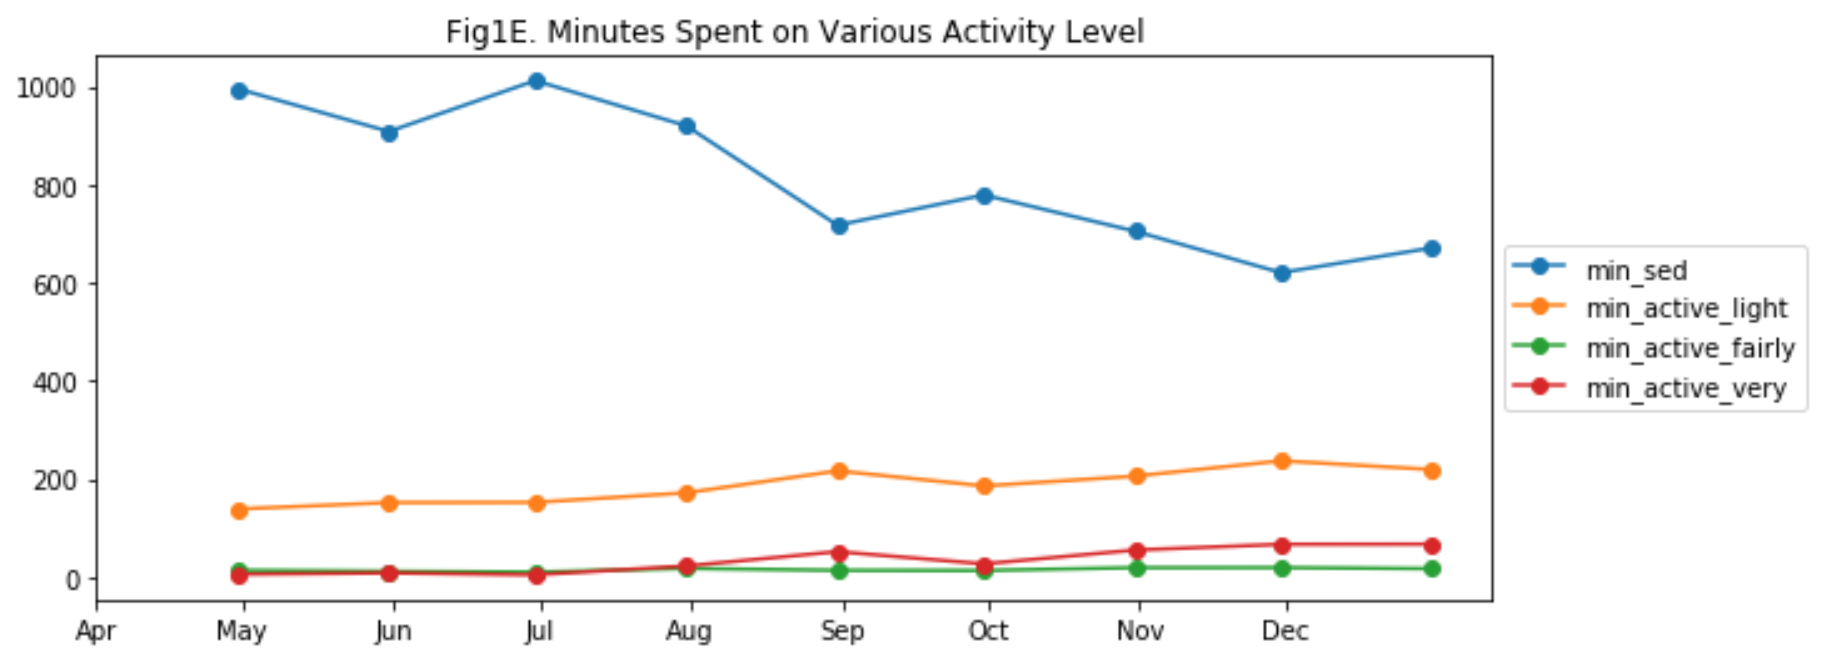 Fig1E. Minutes Spent on Various Activity Level
1000
800
600
400
200
0
Apr May Jun Jul Aug Sep Oct Nov Dec
min_sed
min_active_light
min_active_fairly
min_active_very